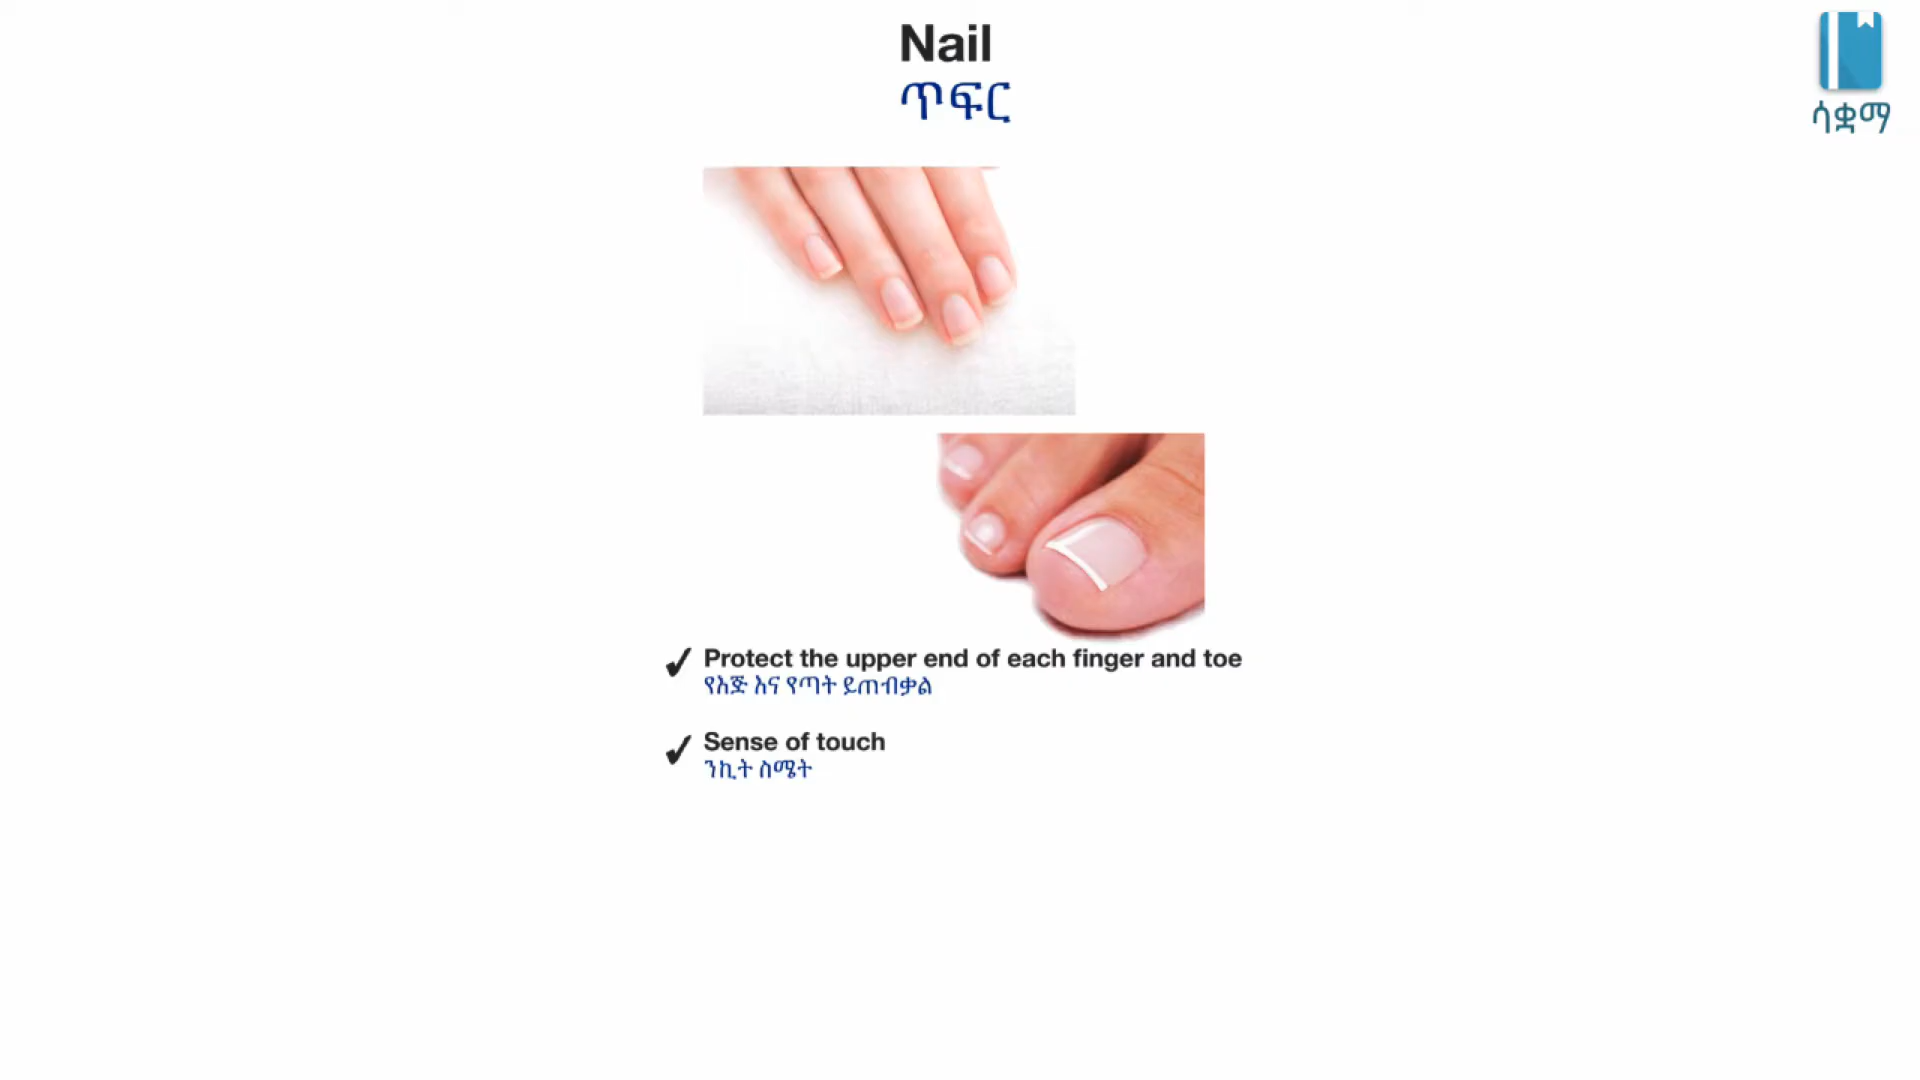 Nail
ጥፍር
ሳቋማ
Protect the upper end of each finger and toe
የእጅ እና የጣት ይጠብቃል
Sense of touch
ንኪት ስሜት